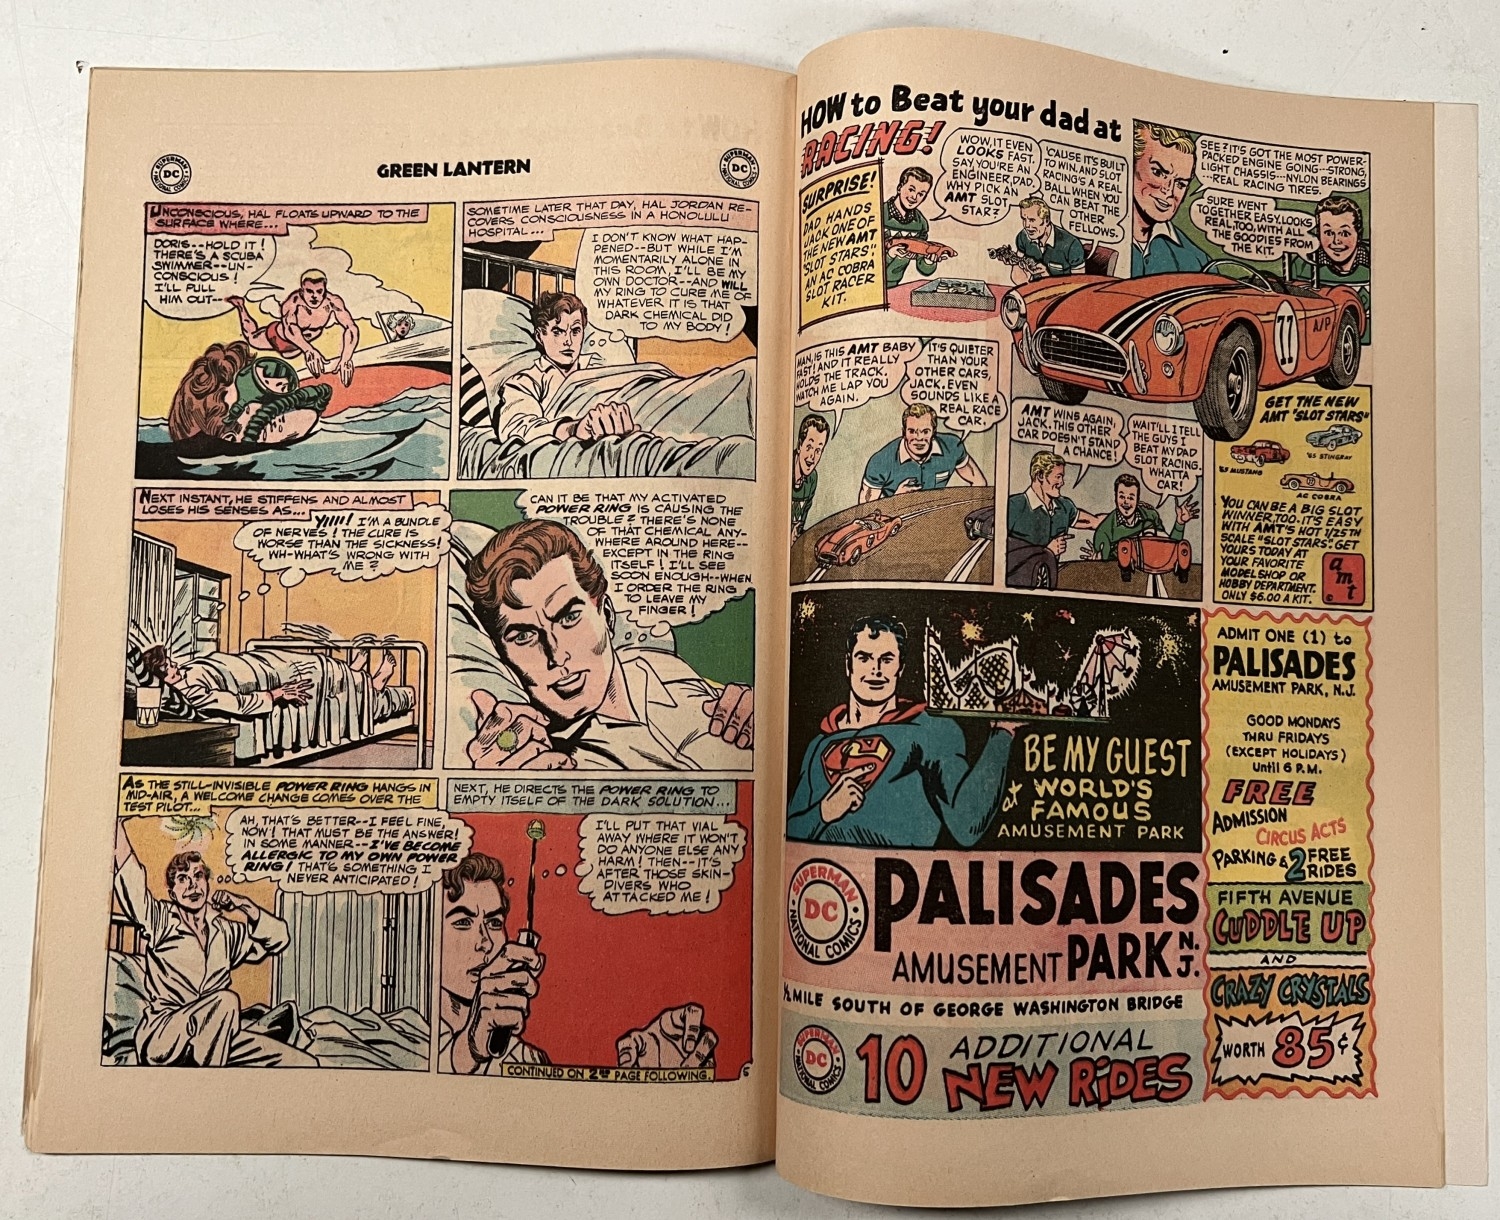 SUPERMAN
DC
NATIONAL COMICS
GREEN LANTERN
SUPERMAN
DC
NATIONAL COMICS
UNCONSCIOUS, HAL FLOATS UPWARD TO THE
SURFACE WHERE...
DORIS--HOLD IT!
THERE'S A SCUBA
SWIMMER--UN-
CONSCIOUS!
I'LL PULL
HIM OUT--
SOMETIME LATER THAT DAY, HAL JORDAN RE-
COVERS CONSCIOUSNESS IN A HONOLULU
HOSPITAL...
I DON'T KNOW WHAT HAP-
PENED--BUT WHILE I'M
MOMENTARILY ALONE IN
THIS ROOM, I'LL BE MY
OWN DOCTOR--AND WILL
MY RING TO CURE ME OF
WHATEVER IT IS THAT
DARK CHEMICAL DID
TO MY BODY!
NEXT INSTANT, HE STIFFENS AND ALMOST
LOSES HIS SENSES AS...
YIIII! I'M A BUNDLE
OF NERVES! THE CURE IS
WORSE THAN THE SICKNESS!
WH-WHAT'S WRONG WITH
ME?
CAN IT BE THAT MY ACTIVATED
POWER RING IS CAUSING THE
TROUBLE? THERE'S NONE
OF THAT CHEMICAL ANY-
WHERE AROUND HERE--
EXCEPT IN THE RING
ITSELF! I'LL SEE
SOON ENOUGH--WHEN
I ORDER THE RING
TO LEAVE MY
FINGER!
AS THE STILL-INVISIBLE POWER RING HANGS IN
MID-AIR, A WELCOME CHANGE COMES OVER THE
TEST PILOT...
AH, THAT'S BETTER--I FEEL FINE,
NOW! THAT MUST BE THE ANSWER!
IN SOME MANNER--I'VE BECOME
ALLERGIC TO MY OWN POWER
RING! THAT'S SOMETHING I
NEVER ANTICIPATED!
NEXT, HE DIRECTS THE POWER RING TO
EMPTY ITSELF OF THE DARK SOLUTION...
I'LL PUT THAT VIAL
AWAY WHERE IT WON'T
DO ANYONE ELSE ANY
HARM! THEN--IT'S
AFTER THOSE SKIN-
DIVERS WHO
ATTACKED ME!
CONTINUED ON 2ND PAGE FOLLOWING.
5
HOW to Beat your dad at
RACING!
SURPRISE!
DAD HANDS
JACK ONE OF
THE NEW AMT
"SLOT STARS"
AN AC COBRA
SLOT RACER
KIT.
WOW, IT EVEN
LOOKS FAST.
SAY, YOU'RE AN
ENGINEER, DAD.
WHY PICK AN
AMT SLOT
STAR?
'CAUSE IT'S BUILT
TO WIN, AND SLOT
RACING'S A REAL
BALL WHEN YOU
CAN BEAT THE
OTHER
FELLOWS.
SEE? IT'S GOT THE MOST POWER-
PACKED ENGINE GOING---STRONG,
LIGHT CHASSIS---NYLON BEARINGS
---REAL RACING TIRES.
SURE WENT
TOGETHER EASY. LOOKS
REAL, TOO, WITH ALL
THE GOODIES FROM
THE KIT.
77
A/P
MAN, IS THIS AMT BABY
FAST! AND IT REALLY
HOLDS THE TRACK.
WATCH ME LAP YOU
AGAIN.
IT'S QUIETER
THAN YOUR
OTHER CARS,
JACK. EVEN
SOUNDS LIKE A
REAL RACE
CAR.
AMT WINS AGAIN,
JACK. THIS OTHER
CAR DOESN'T STAND
A CHANCE!
WAIT'LL I TELL
THE GUYS I
BEAT MY DAD
SLOT RACING.
WHATTA
CAR!
GET THE NEW
AMT "SLOT STARS"
'65 MUSTANG
'65 STINGRAY
AC COBRA
YOU CAN BE A BIG SLOT
WINNER, TOO. IT'S EASY
WITH AMT'S HOT 1/25TH
SCALE "SLOT STARS". GET
YOURS TODAY AT
YOUR FAVORITE
MODEL SHOP OR
HOBBY DEPARTMENT.
ONLY $6.00 A KIT.
amt
BE MY GUEST
at WORLD'S
FAMOUS
AMUSEMENT PARK
SUPERMAN
DC
NATIONAL COMICS
PALISADES
AMUSEMENT PARK N.J.
1/2 MILE SOUTH OF GEORGE WASHINGTON BRIDGE
SUPERMAN
DC
NATIONAL COMICS
10 ADDITIONAL
NEW RIDES
ADMIT ONE (1) to
PALISADES
AMUSEMENT PARK, N.J.
GOOD MONDAYS
THRU FRIDAYS
(EXCEPT HOLIDAYS)
Until 6 P.M.
FREE
ADMISSION
CIRCUS ACTS
PARKING & 2 FREE
RIDES
FIFTH AVENUE
CUDDLE UP
AND
CRAZY CRYSTALS
WORTH 85¢